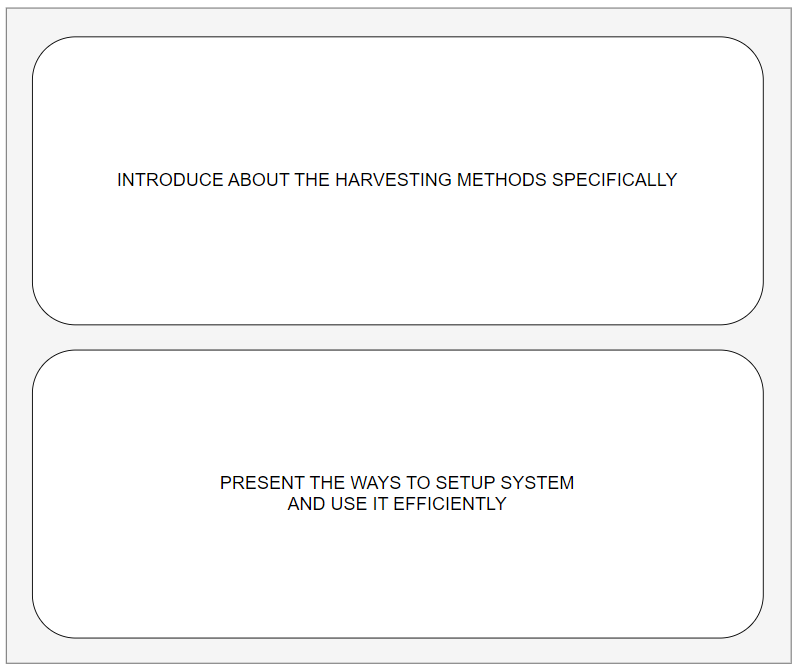 INTRODUCE ABOUT THE HARVESTING METHODS SPECIFICALLY
PRESENT THE WAYS TO SETUP SYSTEM
AND USE IT EFFICIENTLY